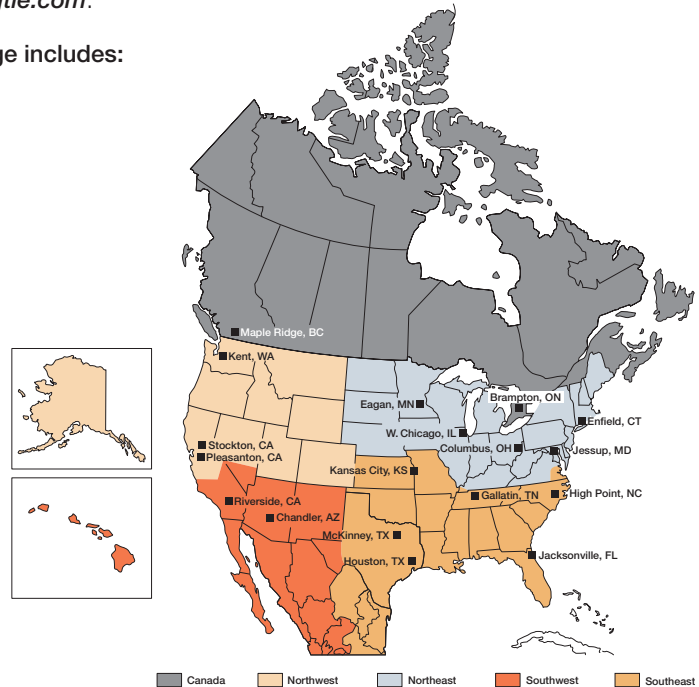 tie.com.
ge includes:
Maple Ridge, BC
Kent, WA
Brampton, ON
Eagan, MN
Enfield, CT
W. Chicago, IL
Stockton, CA
Columbus, OH
Jessup, MD
Pleasanton, CA
Kansas City, KS
Gallatin, TN
High Point, NC
Riverside, CA
Chandler, AZ
McKinney, TX
Jacksonville, FL
Houston, TX
Canada
Northwest
Northeast
Southwest
Southeast